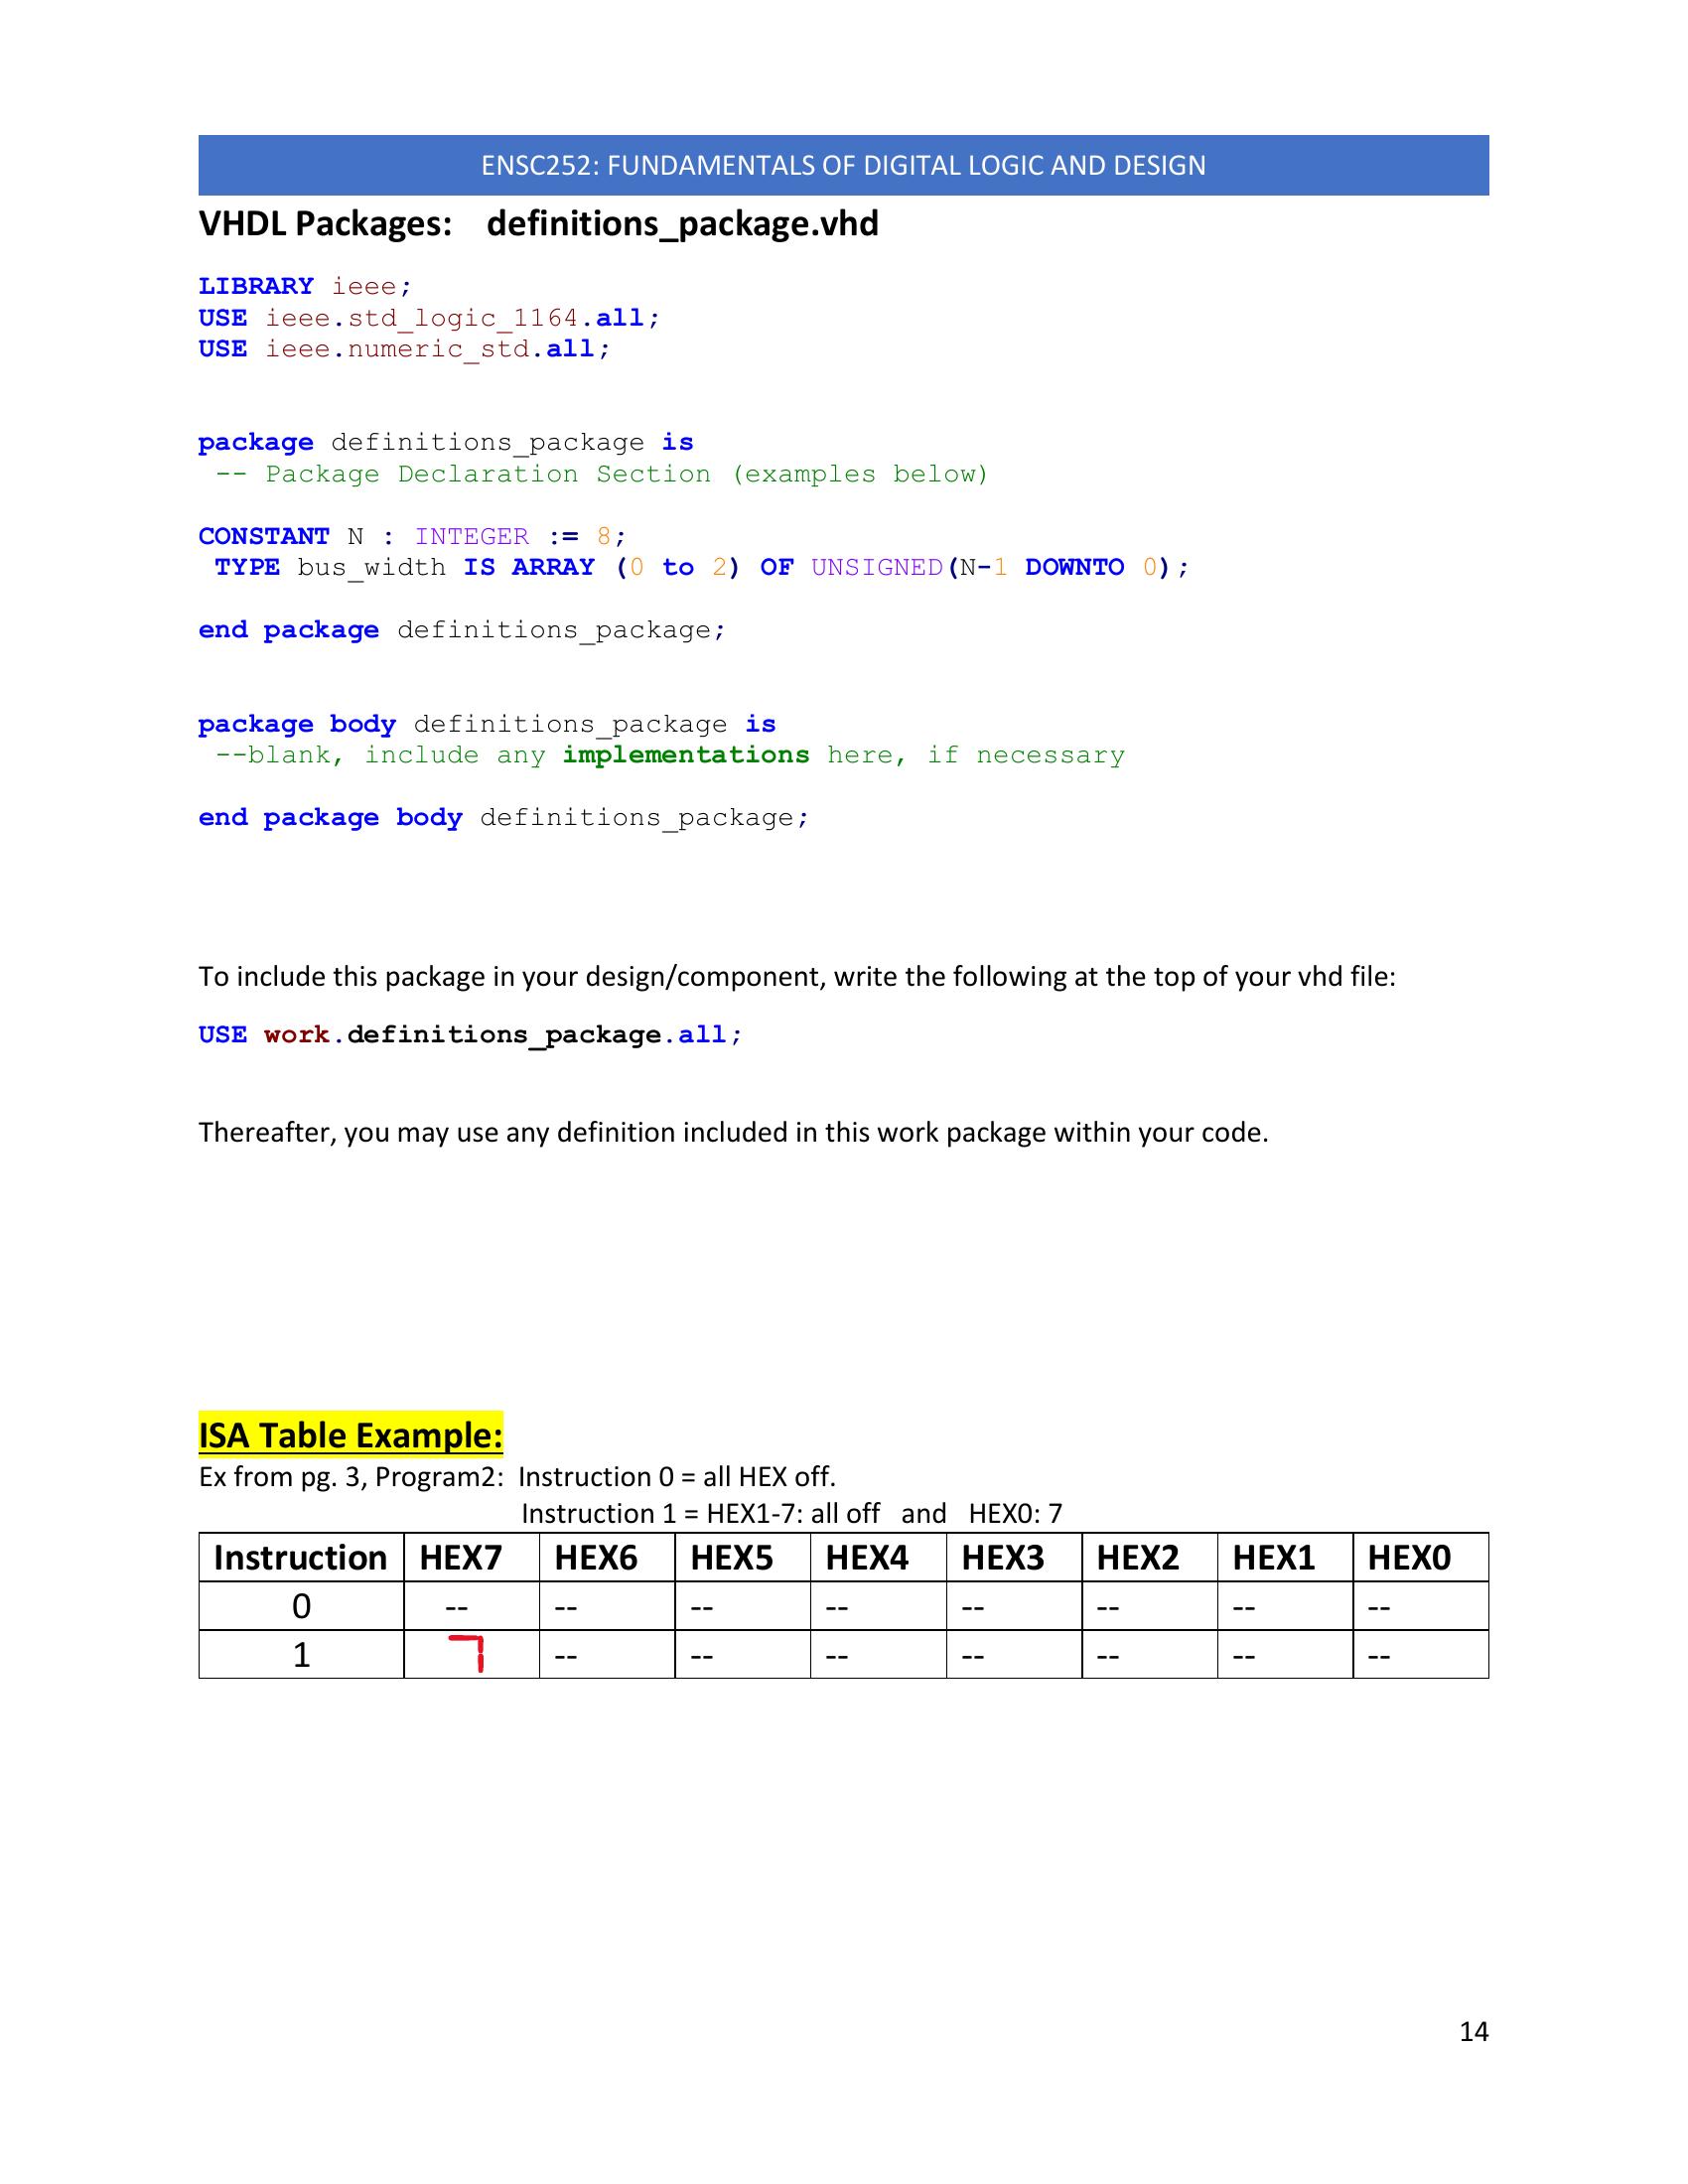 ENSC252: FUNDAMENTALS OF DIGITAL LOGIC AND DESIGN
VHDL Packages: definitions_package.vhd
LIBRARY ieee;
USE ieee.std_logic_1164.all;
USE ieee.numeric_std.all;
package definitions_package is
-- Package Declaration Section (examples below)
CONSTANT N : INTEGER := 8;
TYPE bus_width IS ARRAY (0 to 2) OF UNSIGNED(N-1 DOWNTO 0);
end package definitions_package;
package body definitions_package is
--blank, include any implementations here, if necessary
end package body definitions_package;
To include this package in your design/component, write the following at the top of your vhd file:
USE work.definitions_package.all;
Thereafter, you may use any definition included in this work package within your code.
ISA Table Example:
Ex from pg. 3, Program2: Instruction 0 = all HEX off.
Instruction 1 = HEX1-7: all off and HEX0: 7
Instruction HEX7 HEX6 HEX5 HEX4 HEX3 HEX2 HEX1 HEX0
0 -- -- -- -- -- -- -- --
1 7 -- -- -- -- -- -- --
14